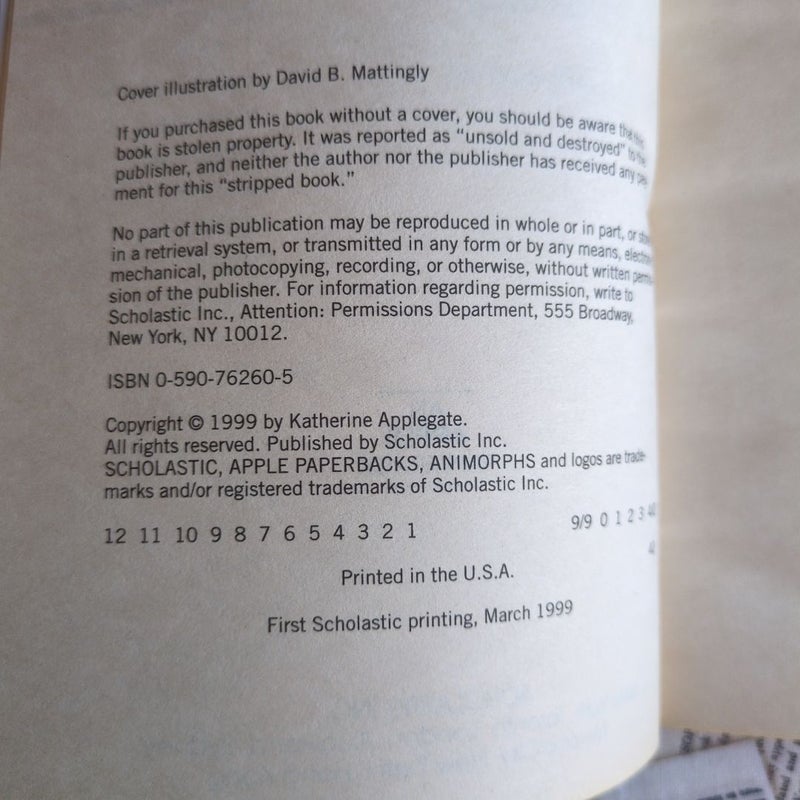 Cover illustration by David B. Mattingly
If you purchased this book without a cover, you should be aware
book is stolen property. It was reported as "unsold and destroyed" to
publisher, and neither the author nor the publisher has received any
ment for this "stripped book."
No part of this publication may be reproduced in whole or in part, or
in a retrieval system, or transmitted in any form or by any means,
mechanical, photocopying, recording, or otherwise, without written
sion of the publisher. For information regarding permission, write to
Scholastic Inc., Attention: Permissions Department, 555 Broadway,
New York, NY 10012.
ISBN 0-590-76260-5
Copyright © 1999 by Katherine Applegate.
All rights reserved. Published by Scholastic Inc.
SCHOLASTIC, APPLE PAPERBACKS, ANIMORPHS and logos are trade-
marks and/or registered trademarks of Scholastic Inc.
12 11 10 9 8 7 6 5 4 3 2 1 9/9 0 1 2 3
Printed in the U.S.A.
First Scholastic printing, March 1999